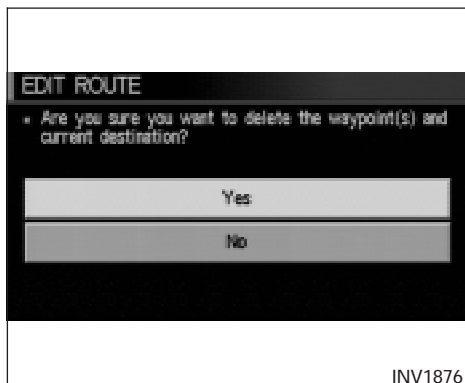 EDIT ROUTE
• Are you sure you want to delete the waypoint(s) and
current destination?
Yes
No
INV1876